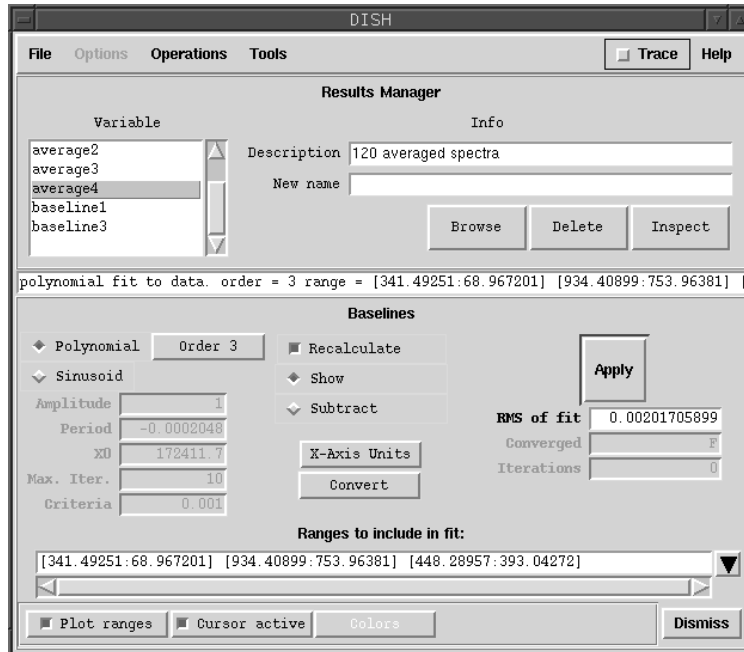 DISH
File Options Operations Tools Trace Help
Results Manager
Variable Info
average2
average3
average4
baseline1
baseline3
Description 120 averaged spectra
New name
Browse Delete Inspect
polynomial fit to data. order = 3 range = [341.49251:68.967201] [934.40899:753.96381] [
Baselines
Polynomial Order 3
Sinusoid
Amplitude 1
Period -0.0002048
X0 172411.7
Max. Iter. 10
Criteria 0.001
Recalculate
Show
Subtract
X-Axis Units
Convert
Apply
RMS of fit 0.00201705899
Converged F
Iterations 0
Ranges to include in fit:
[341.49251:68.967201] [934.40899:753.96381] [448.28957:393.04272]
Plot ranges Cursor active Colors Dismiss